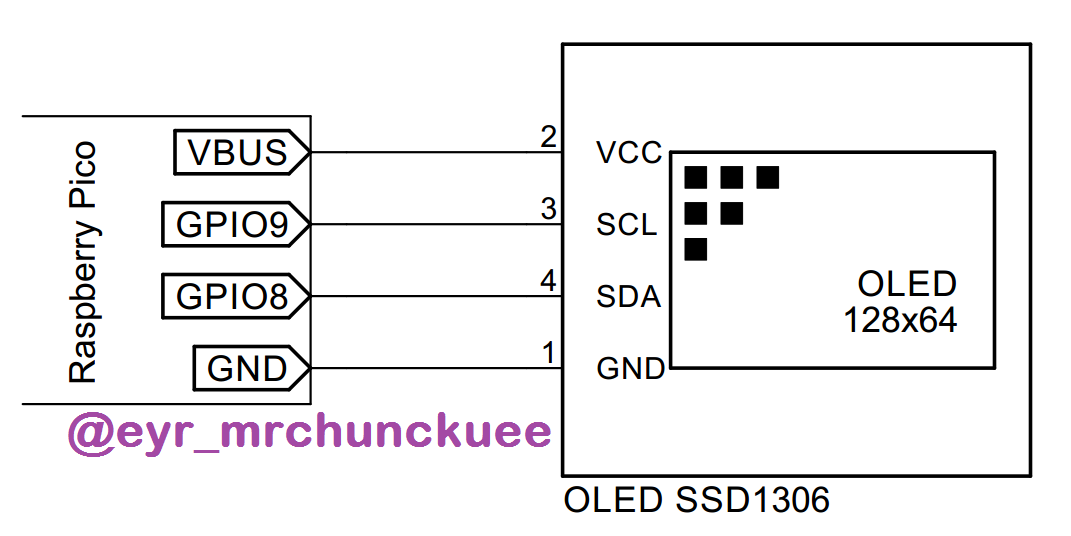 Raspberry Pico
VBUS
GPIO9
GPIO8
GND
2
3
4
1
VCC
SCL
SDA
GND
OLED
128x64
@eyr_mrchunckuee
OLED SSD1306